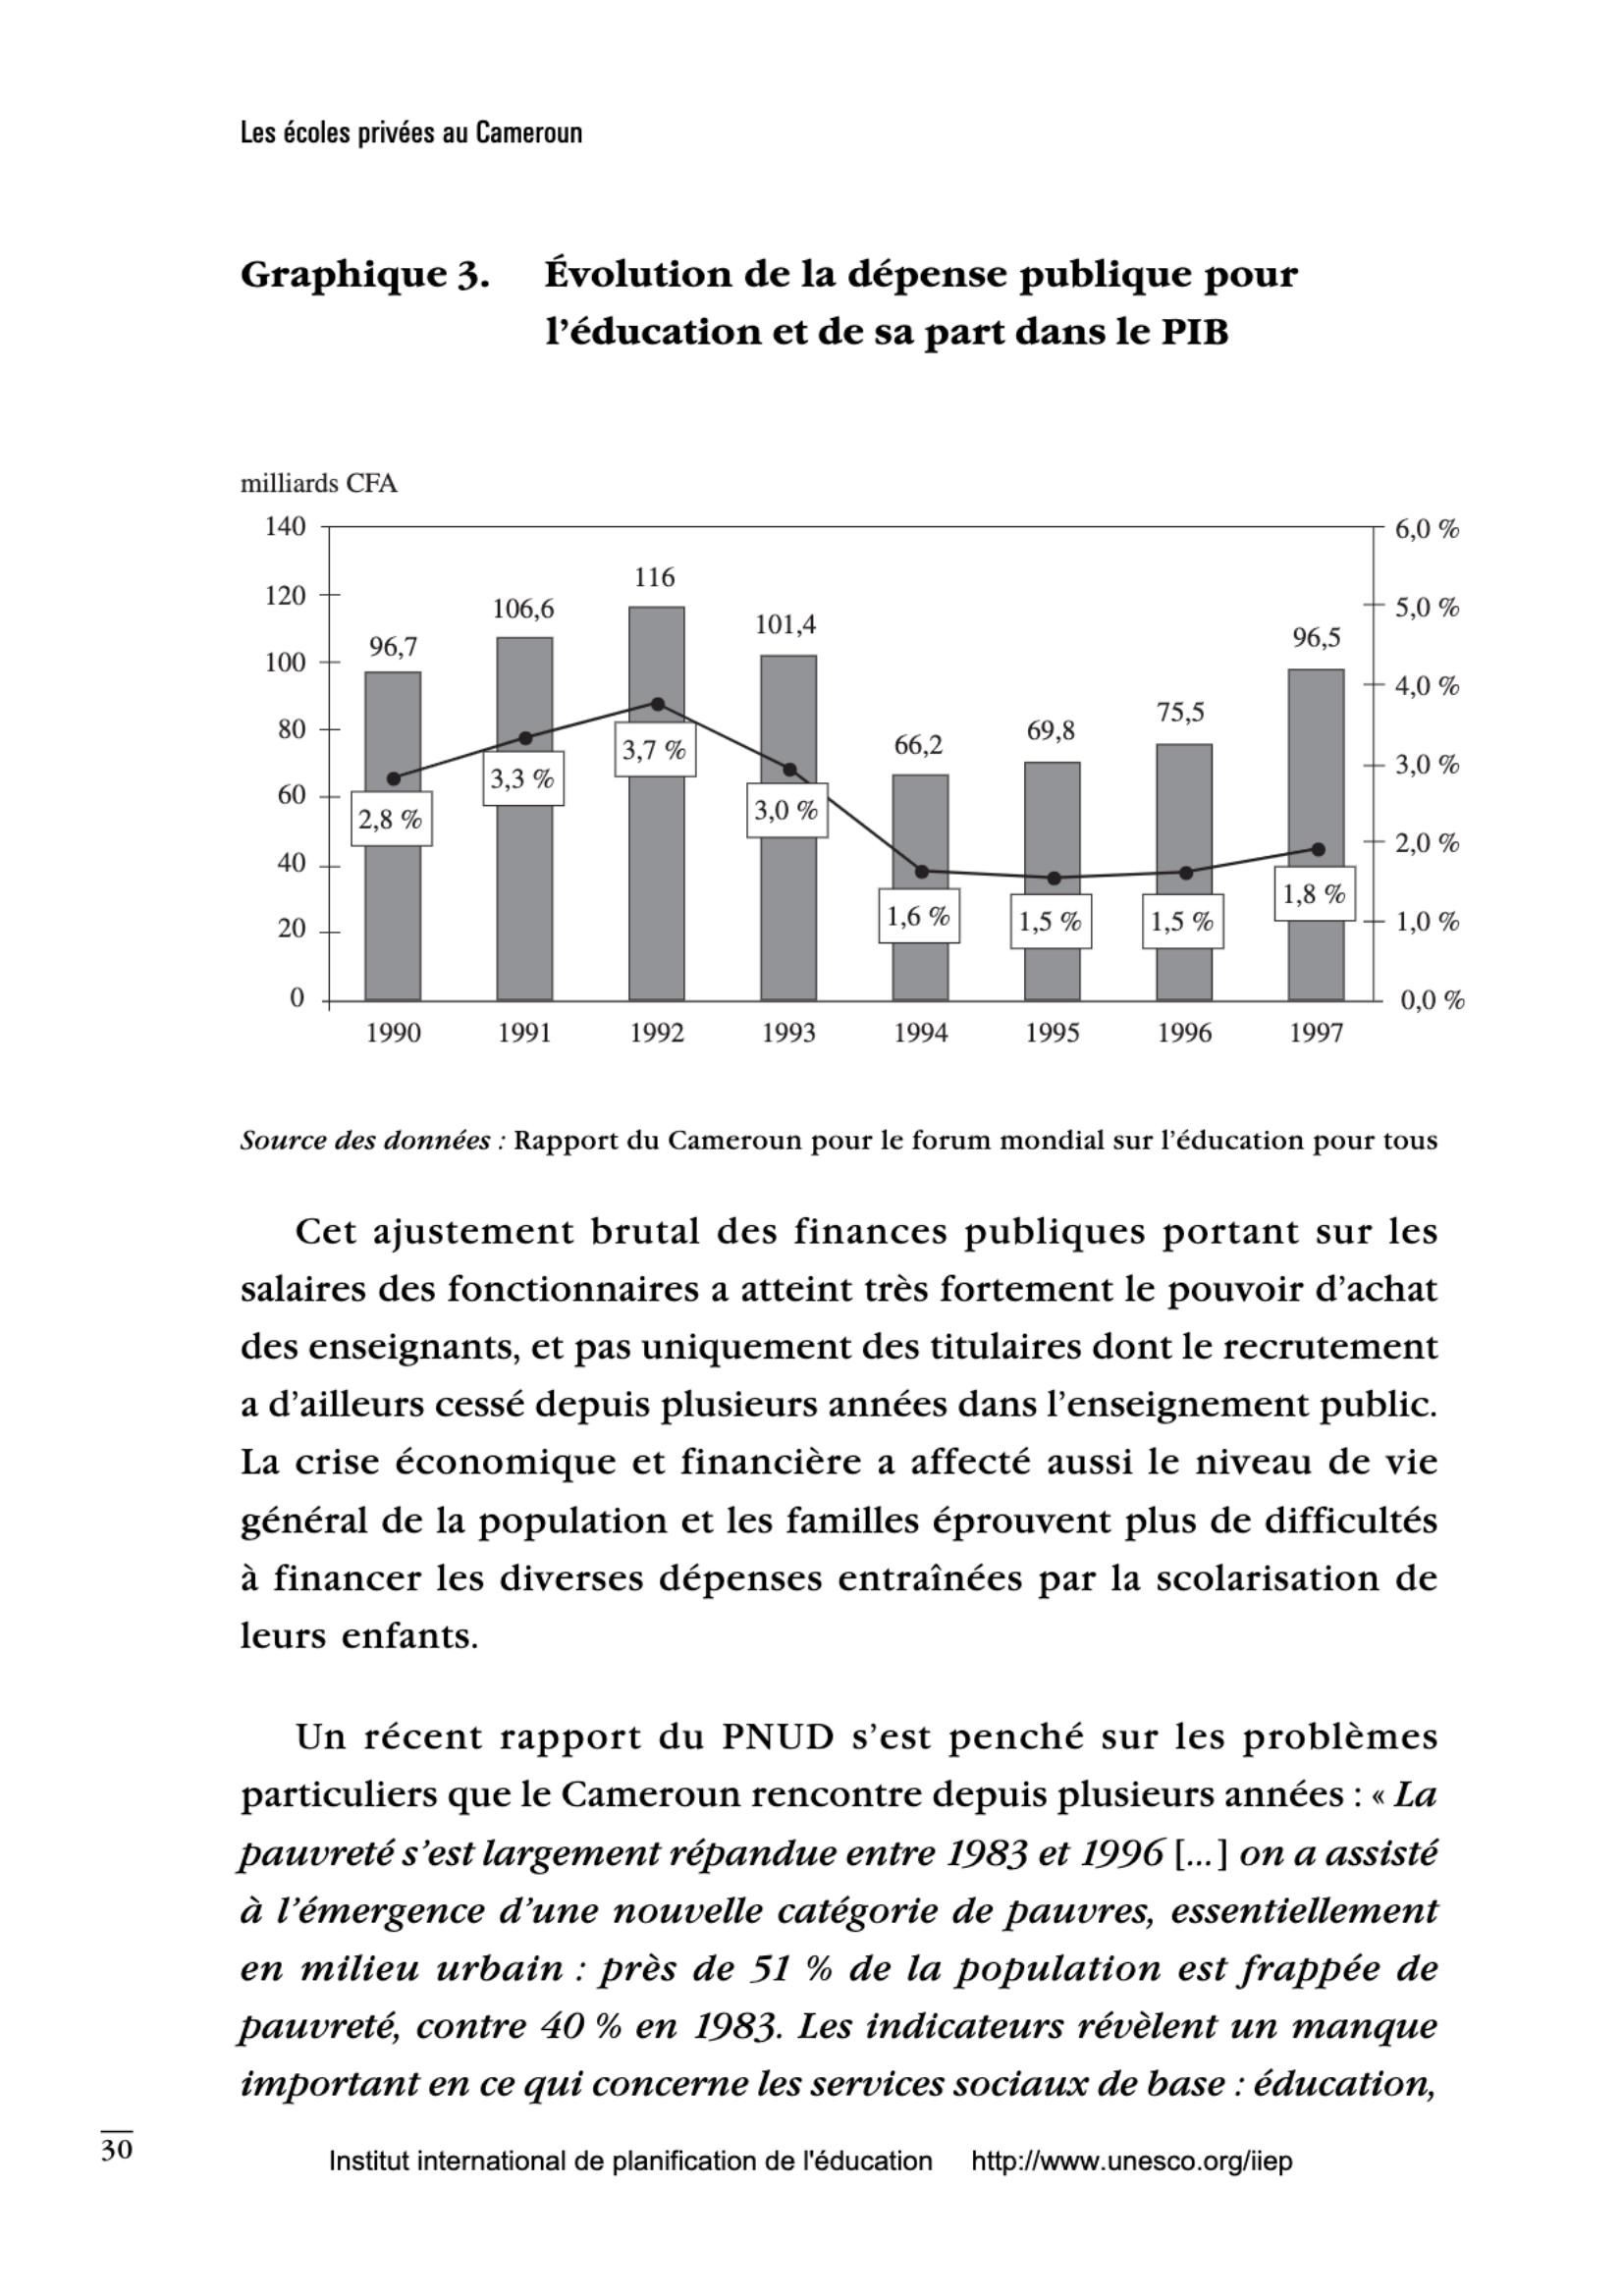 Les écoles privées au Cameroun
Graphique 3. Évolution de la dépense publique pour
l’éducation et de sa part dans le PIB
milliards CFA
140
120
100
80
60
40
20
0
6,0 %
5,0 %
4,0 %
3,0 %
2,0 %
1,0 %
0,0 %
96,7
106,6
116
101,4
66,2
69,8
75,5
96,5
2,8 %
3,3 %
3,7 %
3,0 %
1,6 %
1,5 %
1,5 %
1,8 %
1990 1991 1992 1993 1994 1995 1996 1997
Source des données : Rapport du Cameroun pour le forum mondial sur l’éducation pour tous
Cet ajustement brutal des finances publiques portant sur les
salaires des fonctionnaires a atteint très fortement le pouvoir d’achat
des enseignants, et pas uniquement des titulaires dont le recrutement
a d’ailleurs cessé depuis plusieurs années dans l’enseignement public.
La crise économique et financière a affecté aussi le niveau de vie
général de la population et les familles éprouvent plus de difficultés
à financer les diverses dépenses entraînées par la scolarisation de
leurs enfants.
Un récent rapport du PNUD s’est penché sur les problèmes
particuliers que le Cameroun rencontre depuis plusieurs années : « La
pauvreté s’est largement répandue entre 1983 et 1996 [...] on a assisté
à l’émergence d’une nouvelle catégorie de pauvres, essentiellement
en milieu urbain : près de 51 % de la population est frappée de
pauvreté, contre 40 % en 1983. Les indicateurs révèlent un manque
important en ce qui concerne les services sociaux de base : éducation,
30
Institut international de planification de l'éducation http://www.unesco.org/iiep